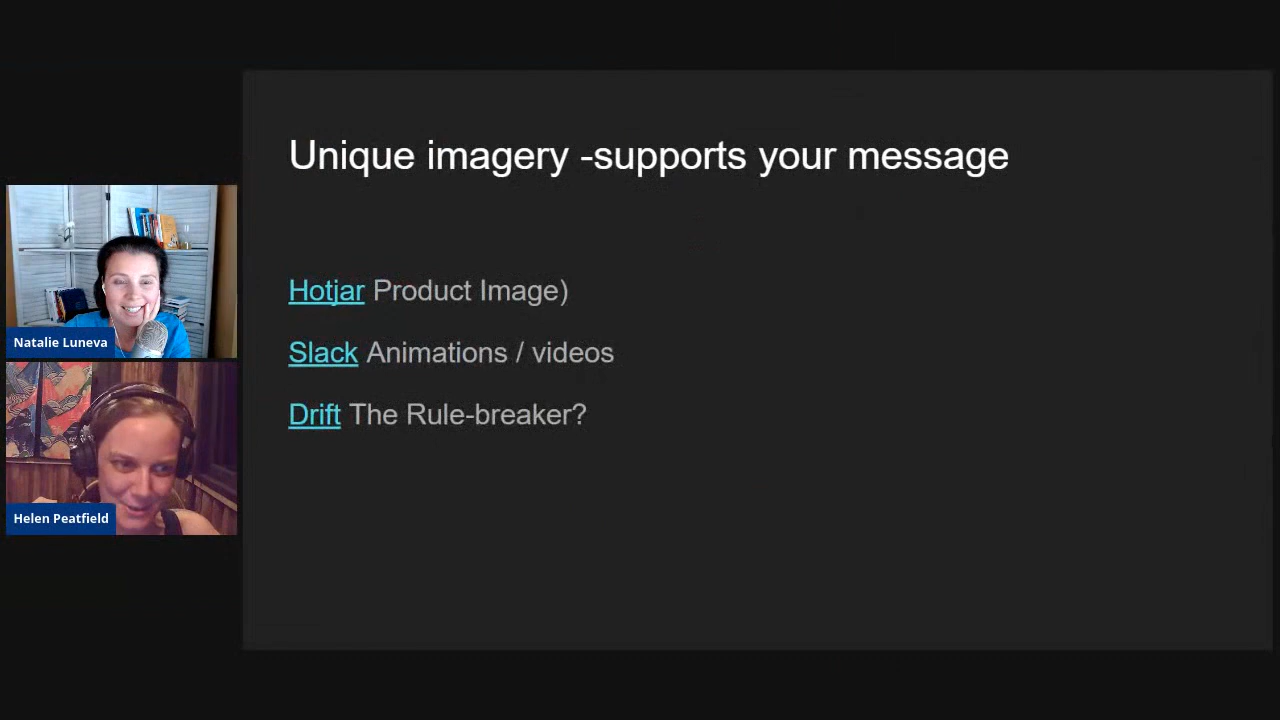 Unique imagery -supports your message
Hotjar Product Image)
Slack Animations / videos
Drift The Rule-breaker?
Natalie Luneva
Helen Peatfield